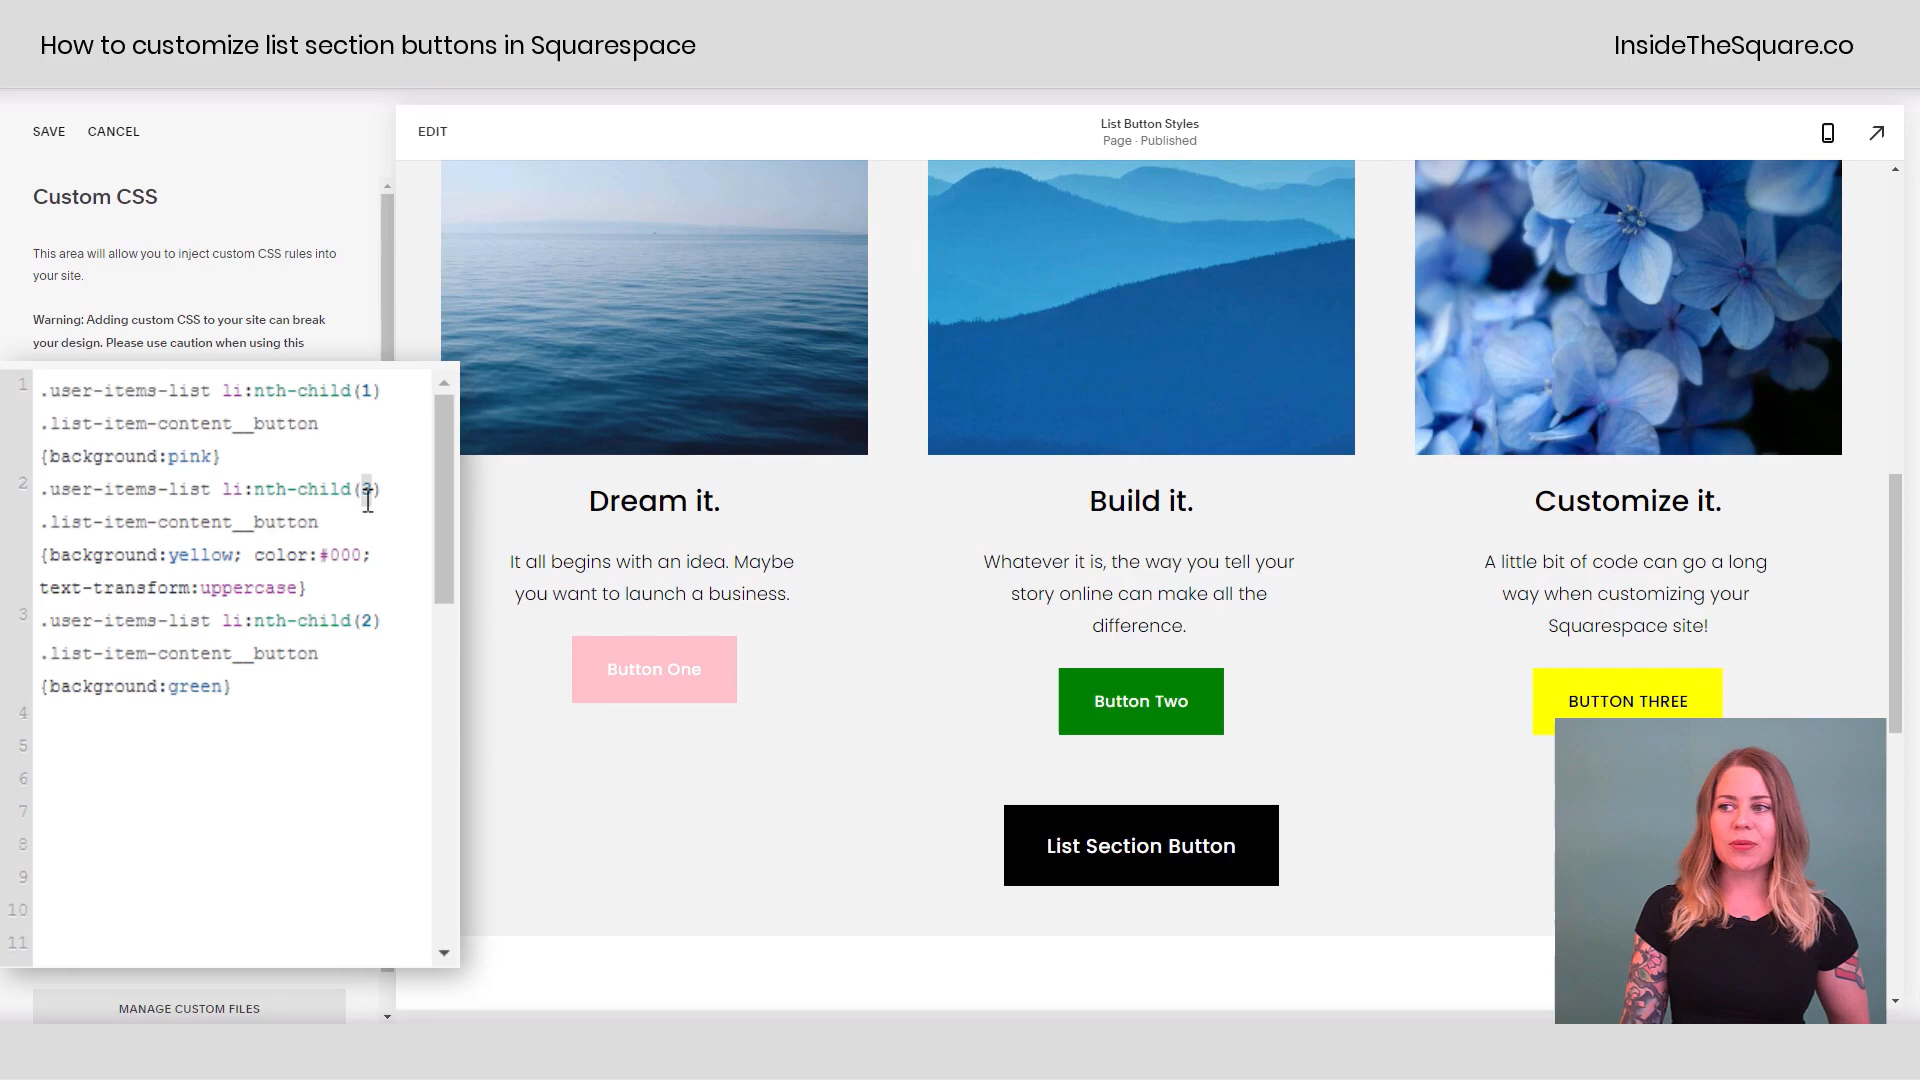 How to customize list section buttons in Squarespace
InsideTheSquare.co
SAVE CANCEL
EDIT
List Button Styles
Page · Published
Custom CSS
This area will allow you to inject custom CSS rules into
your site.
Warning: Adding custom CSS to your site can break
your design. Please use caution when using this
1 .user-items-list li:nth-child(1)
.list-item-content__button
{background:pink}
2 .user-items-list li:nth-child(3)
.list-item-content__button
{background:yellow; color:#000;
text-transform:uppercase}
3 .user-items-list li:nth-child(2)
.list-item-content__button
{background:green}
4
5
6
7
8
9
10
11
MANAGE CUSTOM FILES
Dream it.
It all begins with an idea. Maybe
you want to launch a business.
Button One
Build it.
Whatever it is, the way you tell your
story online can make all the
difference.
Button Two
Customize it.
A little bit of code can go a long
way when customizing your
Squarespace site!
BUTTON THREE
List Section Button